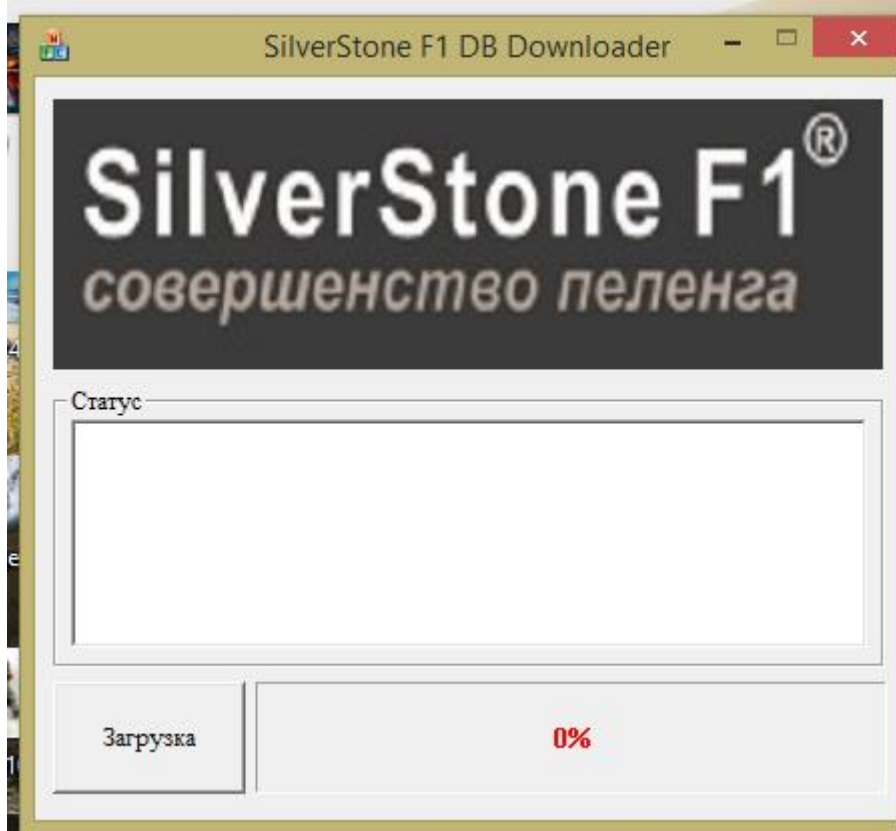 SilverStone F1 DB Downloader
SilverStone F1®
совершенство пеленга
Статус
Загрузка
0%